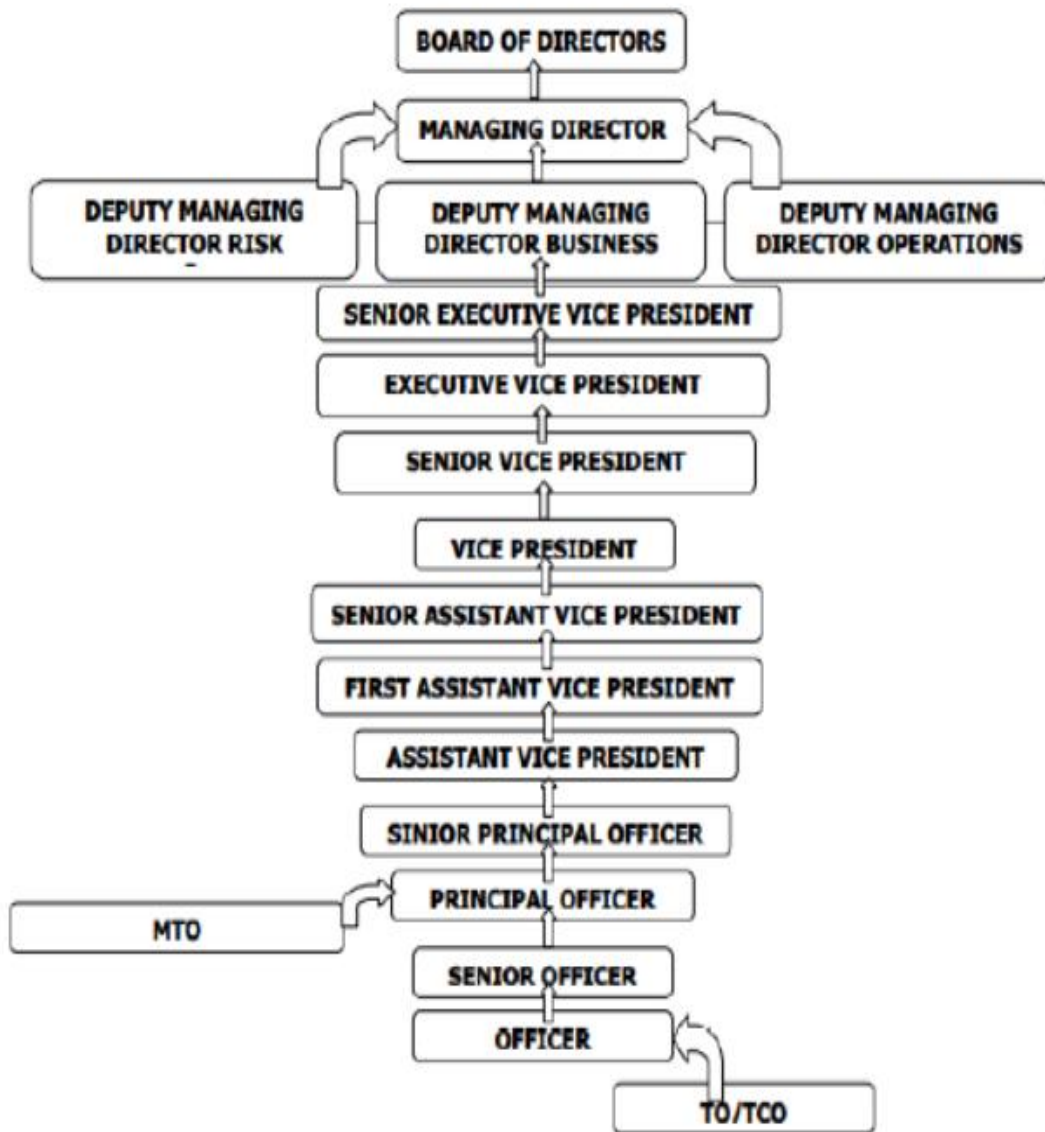 BOARD OF DIRECTORS
MANAGING DIRECTOR
DEPUTY MANAGING
DIRECTOR RISK
DEPUTY MANAGING
DIRECTOR BUSINESS
DEPUTY MANAGING
DIRECTOR OPERATIONS
SENIOR EXECUTIVE VICE PRESIDENT
EXECUTIVE VICE PRESIDENT
SENIOR VICE PRESIDENT
VICE PRESIDENT
SENIOR ASSISTANT VICE PRESIDENT
FIRST ASSISTANT VICE PRESIDENT
ASSISTANT VICE PRESIDENT
SINIOR PRINCIPAL OFFICER
PRINCIPAL OFFICER
MTO
SENIOR OFFICER
OFFICER
TO/TCO